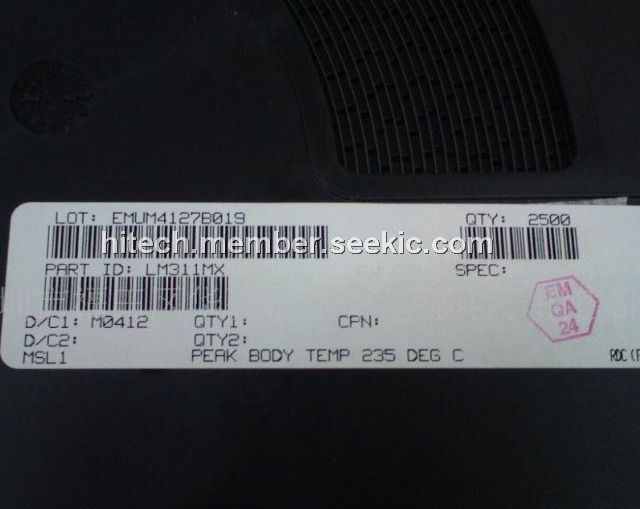 LOT: EMUM4127B019 QTY: 2500
hitech.member.seekic.com
PART ID: LM311MX SPEC:
EM
QA
24
D/C1: M0412 QTY1: CPN:
D/C2: QTY2:
MSL1 PEAK BODY TEMP 235 DEG C